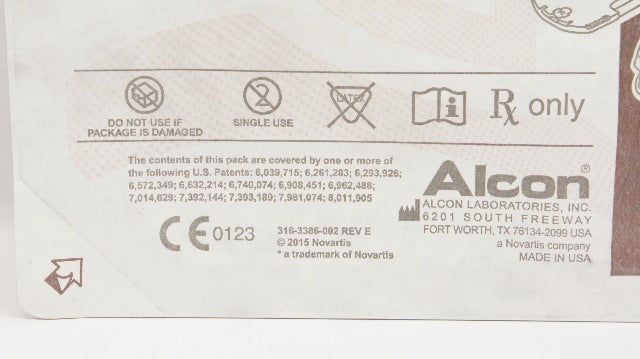 DO NOT USE IF
PACKAGE IS DAMAGED
SINGLE USE
LATEX
i
Rx only
The contents of this pack are covered by one or more of
the following U.S. Patents: 6,039,715; 6,261,283; 6,293,926;
6,572,349; 6,632,214; 6,740,074; 6,908,451; 6,962,488;
7,014,629; 7,392,144; 7,393,189; 7,981,974; 8,011,905
CE 0123
316-3386-002 REV E
© 2015 Novartis
* a trademark of Novartis
Alcon®
ALCON LABORATORIES, INC.
6201 SOUTH FREEWAY
FORT WORTH, TX 76134-2099 USA
a Novartis company
MADE IN USA